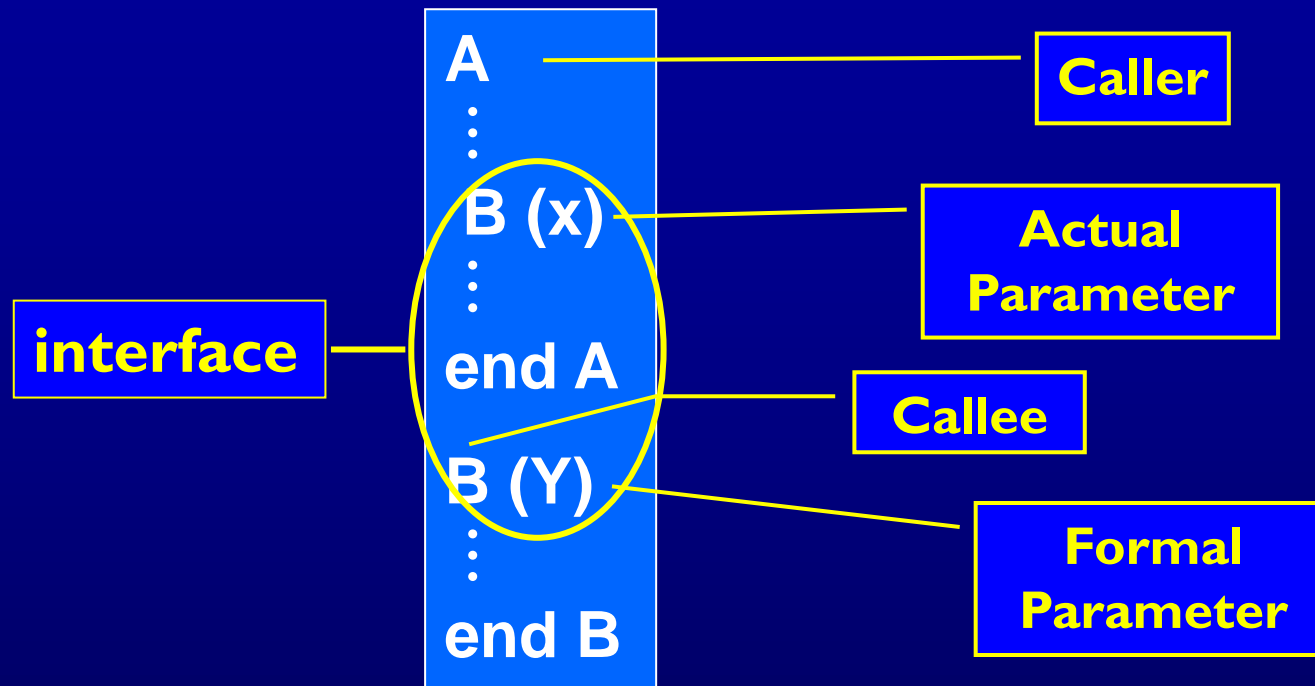 A
Caller
B (x)
Actual
Parameter
interface
end A
Callee
B (Y)
Formal
Parameter
end B